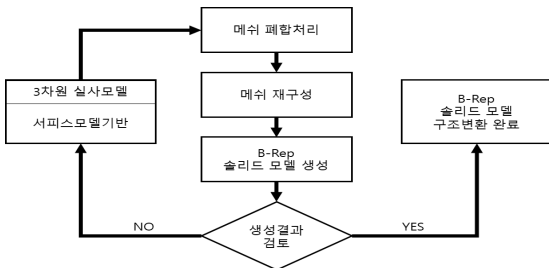 메쉬 폐합처리
3차원 실사모델
서피스모델기반
메쉬 재구성
B-Rep
솔리드 모델
구조변환 완료
B-Rep
솔리드 모델 생성
생성결과
검토
NO
YES